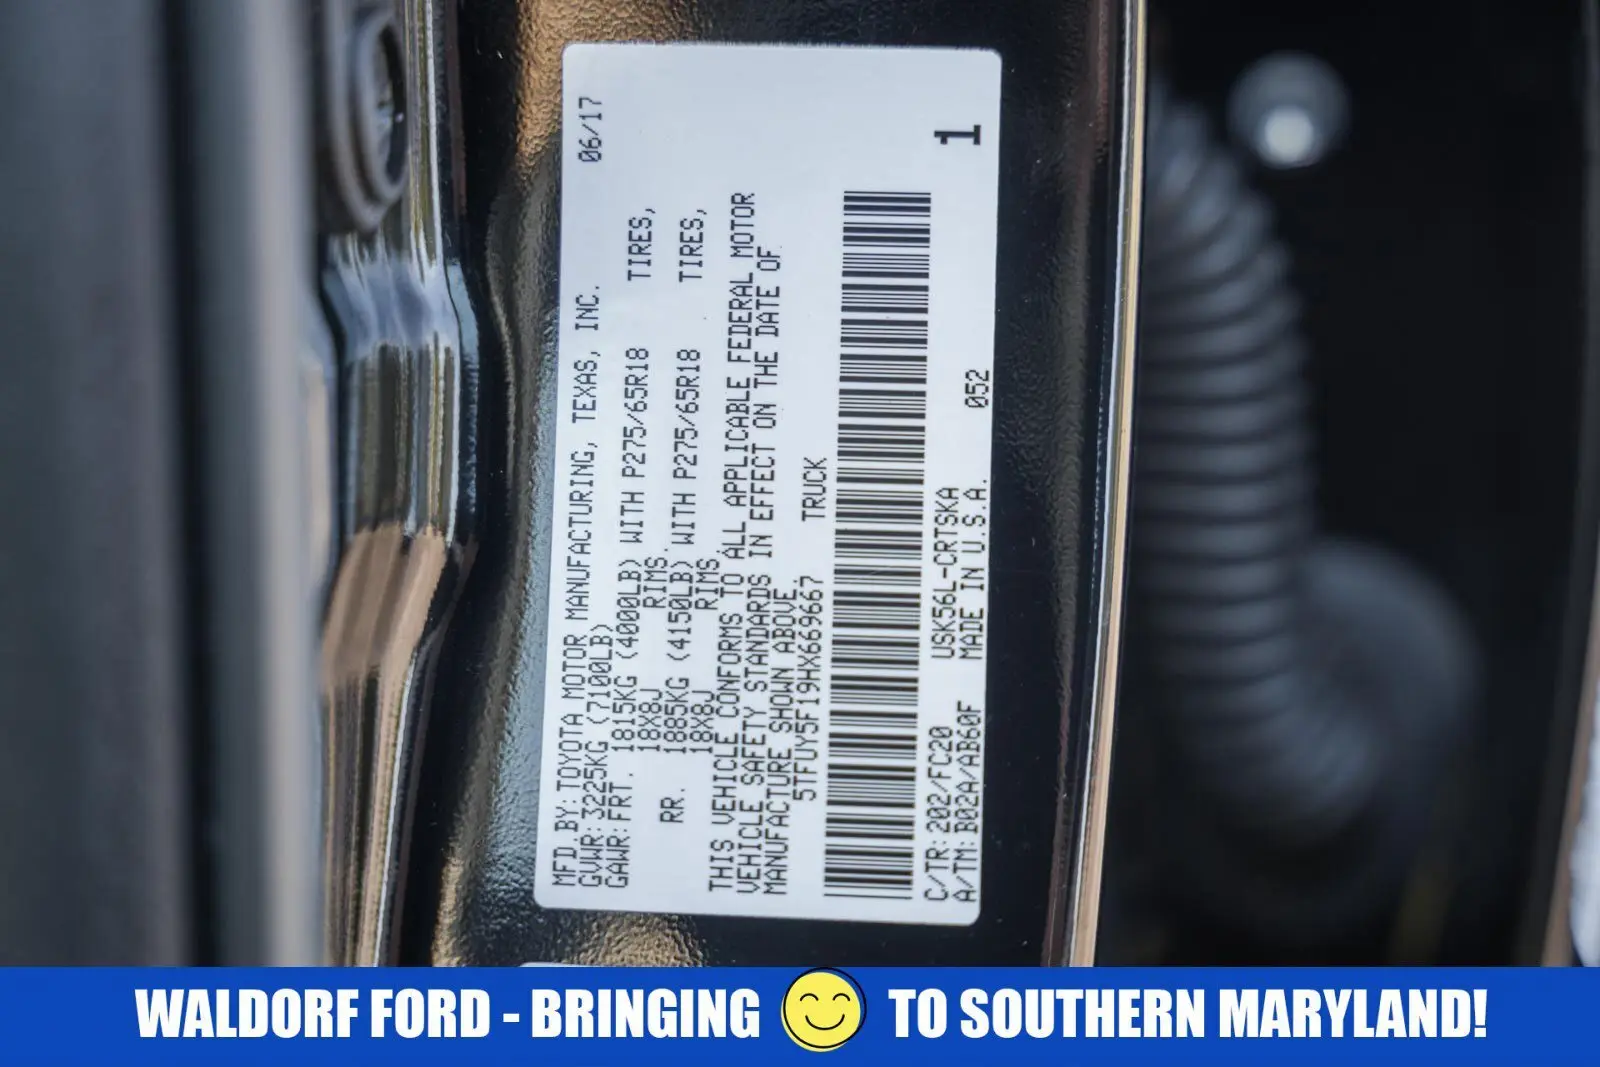 MFD.BY:TOYOTA MOTOR MANUFACTURING, TEXAS, INC. 06/17
GVWR:3225KG (7100LB)
GAWR:FRT. 1815KG (4000LB) WITH P275/65R18 TIRES,
18X8J RIMS.
RR. 1885KG (4150LB) WITH P275/65R18 TIRES,
18X8J RIMS
THIS VEHICLE CONFORMS TO ALL APPLICABLE FEDERAL MOTOR
VEHICLE SAFETY STANDARDS IN EFFECT ON THE DATE OF
MANUFACTURE SHOWN ABOVE.
5TFUY5F19HX669667 TRUCK
1
C/TR:202/FC20 USK56L-CRTSKA
A/TM:B02A/AB60F MADE IN U.S.A. 052
WALDORF FORD - BRINGING TO SOUTHERN MARYLAND!